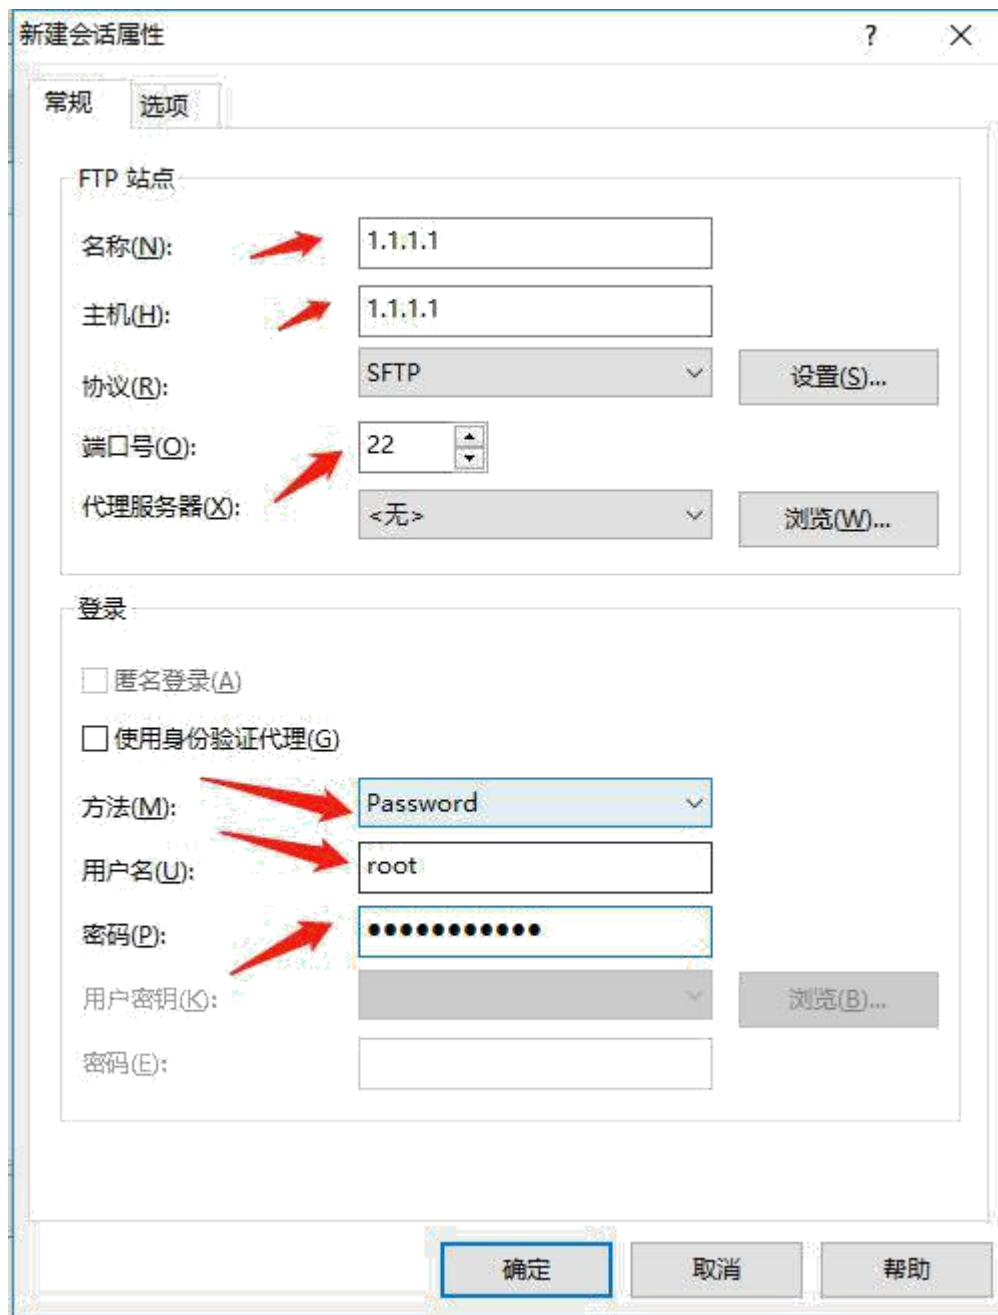 新建会话属性 ?
常规 选项
FTP 站点
名称(N): 1.1.1.1
主机(H): 1.1.1.1
协议(R): SFTP 设置(S)...
端口号(O): 22
代理服务器(X): <无> 浏览(W)...
登录
匿名登录(A)
使用身份验证代理(G)
方法(M): Password
用户名(U): root
密码(P): ●●●●●●●●●●●
用户密钥(K): 浏览(B)...
密码(E):
确定 取消 帮助